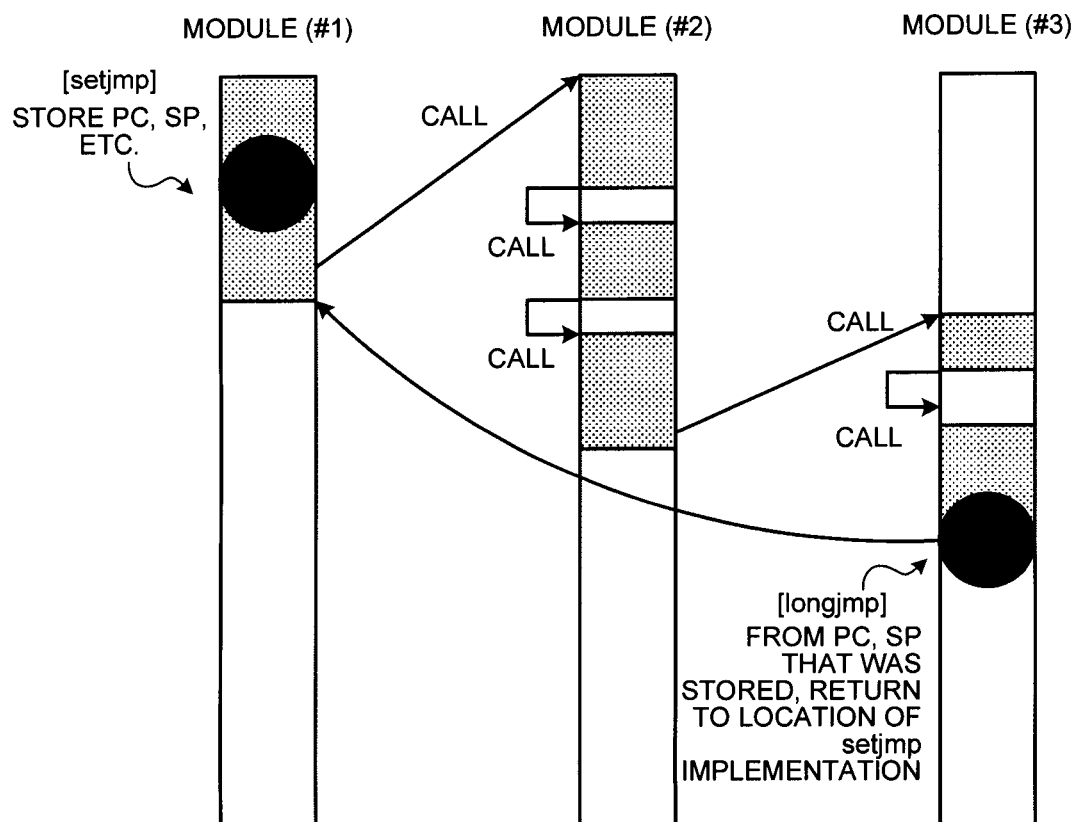 MODULE (#1)
MODULE (#2)
MODULE (#3)
[setjmp]
STORE PC, SP,
ETC.
CALL
CALL
CALL
CALL
CALL
[longjmp]
FROM PC, SP
THAT WAS
STORED, RETURN
TO LOCATION OF
setjmp
IMPLEMENTATION